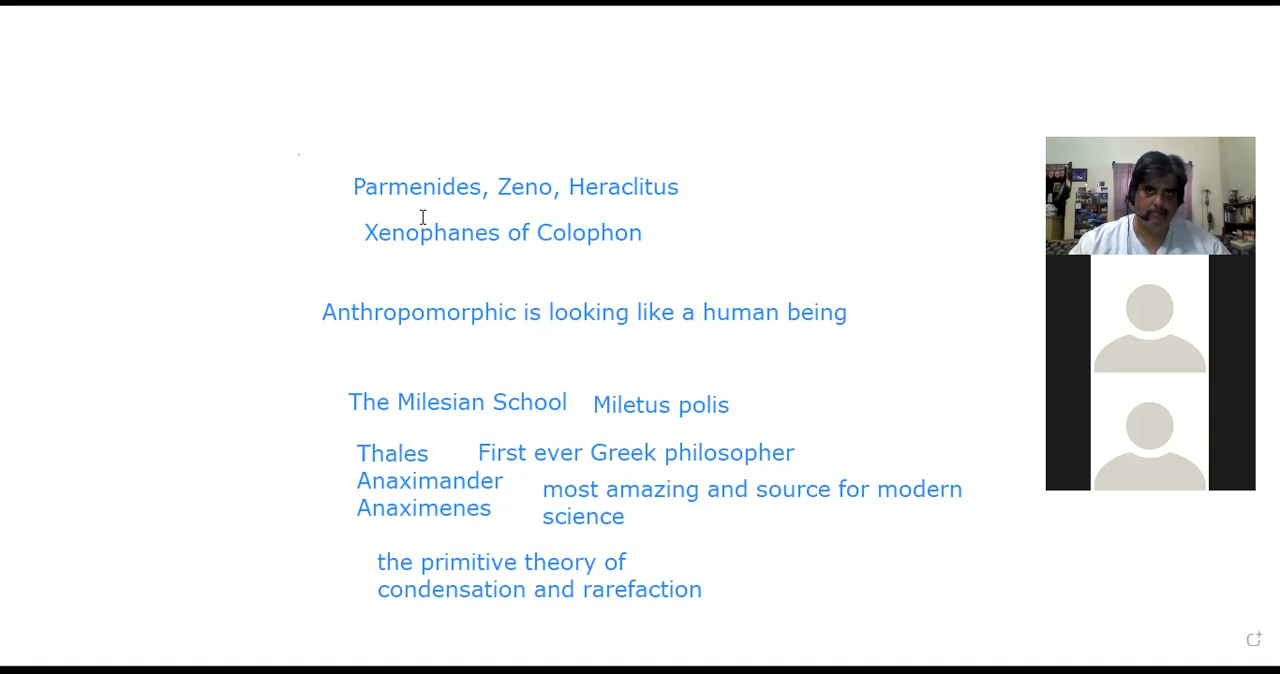 Parmenides, Zeno, Heraclitus
Xenophanes of Colophon
Anthropomorphic is looking like a human being
The Milesian School
Miletus polis
Thales
First ever Greek philosopher
Anaximander
Anaximenes
most amazing and source for modern
science
the primitive theory of
condensation and rarefaction